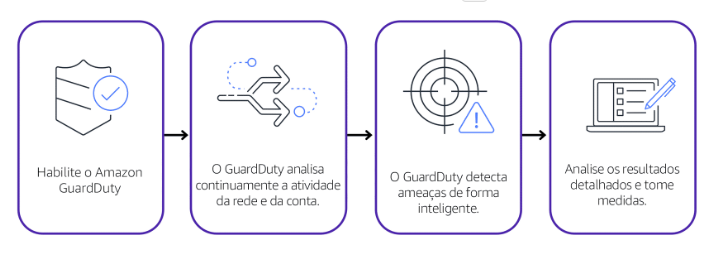 Habilite o Amazon
GuardDuty
O GuardDuty analisa
continuamente a atividade
da rede e da conta.
O GuardDuty detecta
ameaças de forma
inteligente.
Analise os resultados
detalhados e tome
medidas.